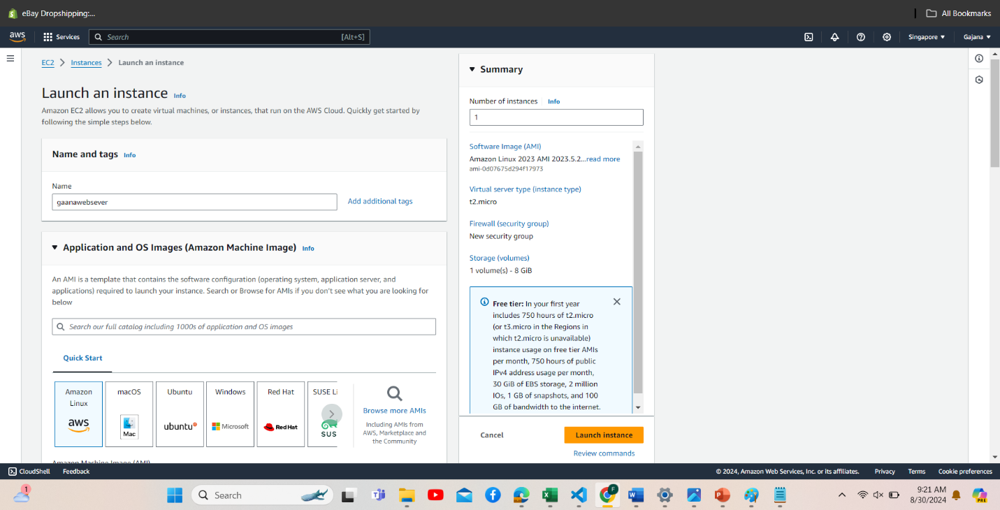 eBay Dropshipping:...
All Bookmarks
aws
Services
Search
[Alt+S]
Singapore
Gajana
EC2
Instances
Launch an instance
Launch an instance Info
Amazon EC2 allows you to create virtual machines, or instances, that run on the AWS Cloud. Quickly get started by
following the simple steps below.
Name and tags Info
Name
gaanawebsever
Add additional tags
Application and OS Images (Amazon Machine Image) Info
An AMI is a template that contains the software configuration (operating system, application server, and
applications) required to launch your instance. Search or Browse for AMIs if you don't see what you are looking for
below
Search our full catalog including 1000s of application and OS images
Quick Start
Amazon
Linux
aws
macOS
Mac
Ubuntu
ubuntu
Windows
Microsoft
Red Hat
Red Hat
SUSE Li
SUS
Browse more AMIs
Including AMIs from
AWS, Marketplace and
the Community
Amazon Machine Image (AMI)
Summary
Number of instances Info
1
Software Image (AMI)
Amazon Linux 2023 AMI 2023.5.2...read more
ami-0d07675d294f17973
Virtual server type (instance type)
t2.micro
Firewall (security group)
New security group
Storage (volumes)
1 volume(s) - 8 GiB
Free tier: In your first year
includes 750 hours of t2.micro
(or t3.micro in the Regions in
which t2.micro is unavailable)
instance usage on free tier AMIs
per month, 750 hours of public
IPv4 address usage per month,
30 GiB of EBS storage, 2 million
IOs, 1 GB of snapshots, and 100
GB of bandwidth to the internet.
Cancel
Launch instance
Review commands
CloudShell
Feedback
© 2024, Amazon Web Services, Inc. or its affiliates.
Privacy
Terms
Cookie preferences
1
Search
F
9:21 AM
8/30/2024
PRE